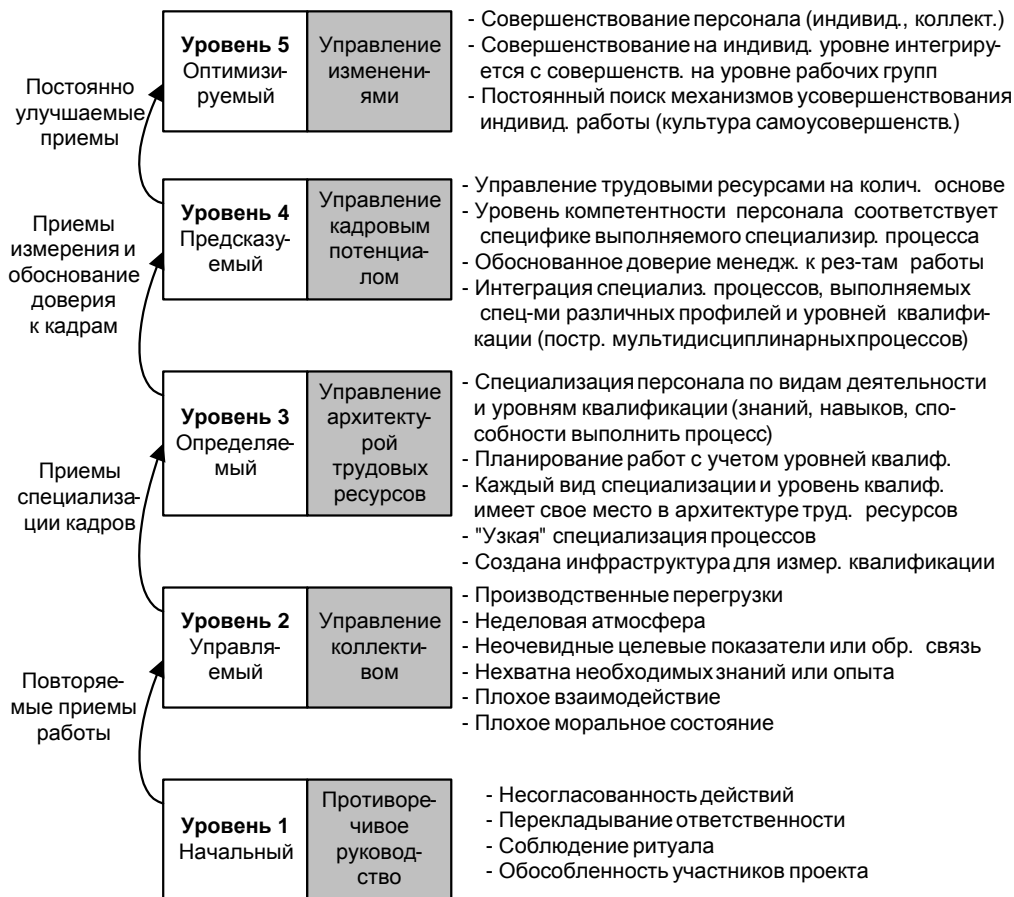 Уровень 5
Оптимизи-
руемый
Управление
изменени-
ями
- Совершенствование персонала (индивид., коллект.)
- Совершенствование на индивид. уровне интегриру-
ется с совершенств. на уровне рабочих групп
- Постоянный поиск механизмов усовершенствования
индивид. работы (культура самоусовершенств.)
Постоянно
улучшаемые
приемы
Уровень 4
Предсказу-
емый
Управление
кадровым
потенциа-
лом
- Управление трудовыми ресурсами на колич. основе
- Уровень компетентности персонала соответствует
специфике выполняемого специализир. процесса
- Обоснованное доверие менедж. к рез-там работы
- Интеграция специализ. процессов, выполняемых
спец-ми различных профилей и уровней квалифи-
кации (постр. мультидисциплинарных процессов)
Приемы
измерения и
обоснование
доверия
к кадрам
Уровень 3
Определяе-
мый
Управление
архитекту-
рой
трудовых
ресурсов
- Специализация персонала по видам деятельности
и уровням квалификации (знаний, навыков, спо-
собности выполнить процесс)
- Планирование работ с учетом уровней квалиф.
- Каждый вид специализации и уровень квалиф.
имеет свое место в архитектуре труд. ресурсов
- "Узкая" специализация процессов
- Создана инфраструктура для измер. квалификации
Приемы
специализа-
ции кадров
Уровень 2
Управля-
емый
Управление
коллекти-
вом
- Производственные перегрузки
- Неделовая атмосфера
- Неочевидные целевые показатели или обр. связь
- Нехватна необходимых знаний или опыта
- Плохое взаимодействие
- Плохое моральное состояние
Повторяе-
мые приемы
работы
Уровень 1
Начальный
Противоре-
чивое
руковод-
ство
- Несогласованность действий
- Перекладывание ответственности
- Соблюдение ритуала
- Обособленность участников проекта